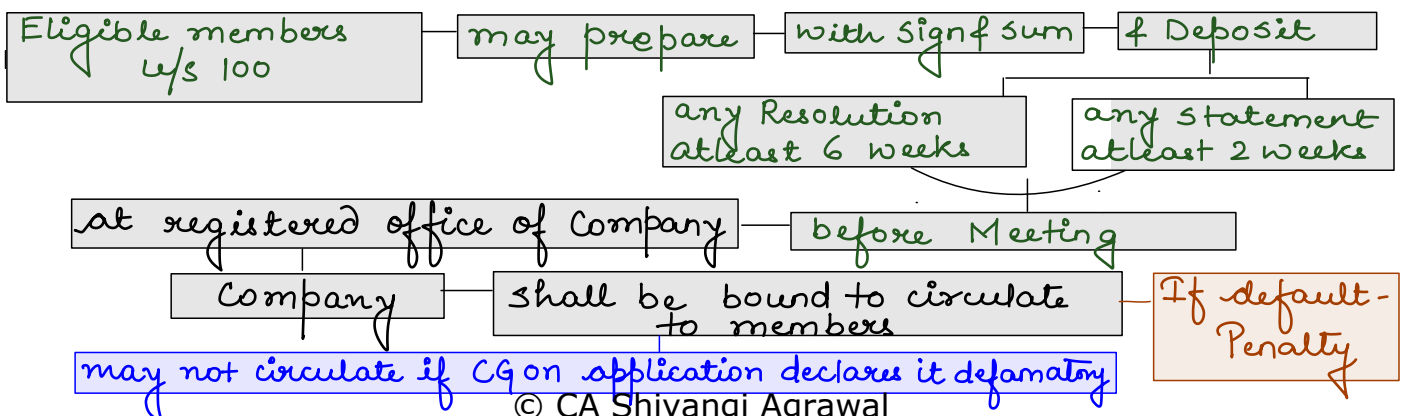 Eligible members
u/s 100
may prepare
with signf sum
& Deposit
any Resolution
atleast 6 weeks
any statement
atleast 2 weeks
before Meeting
at registered office of Company
Company
shall be bound to circulate
to members
If default -
Penalty
may not circulate if CG on application declares it defamatory
© CA Shivangi Agrawal